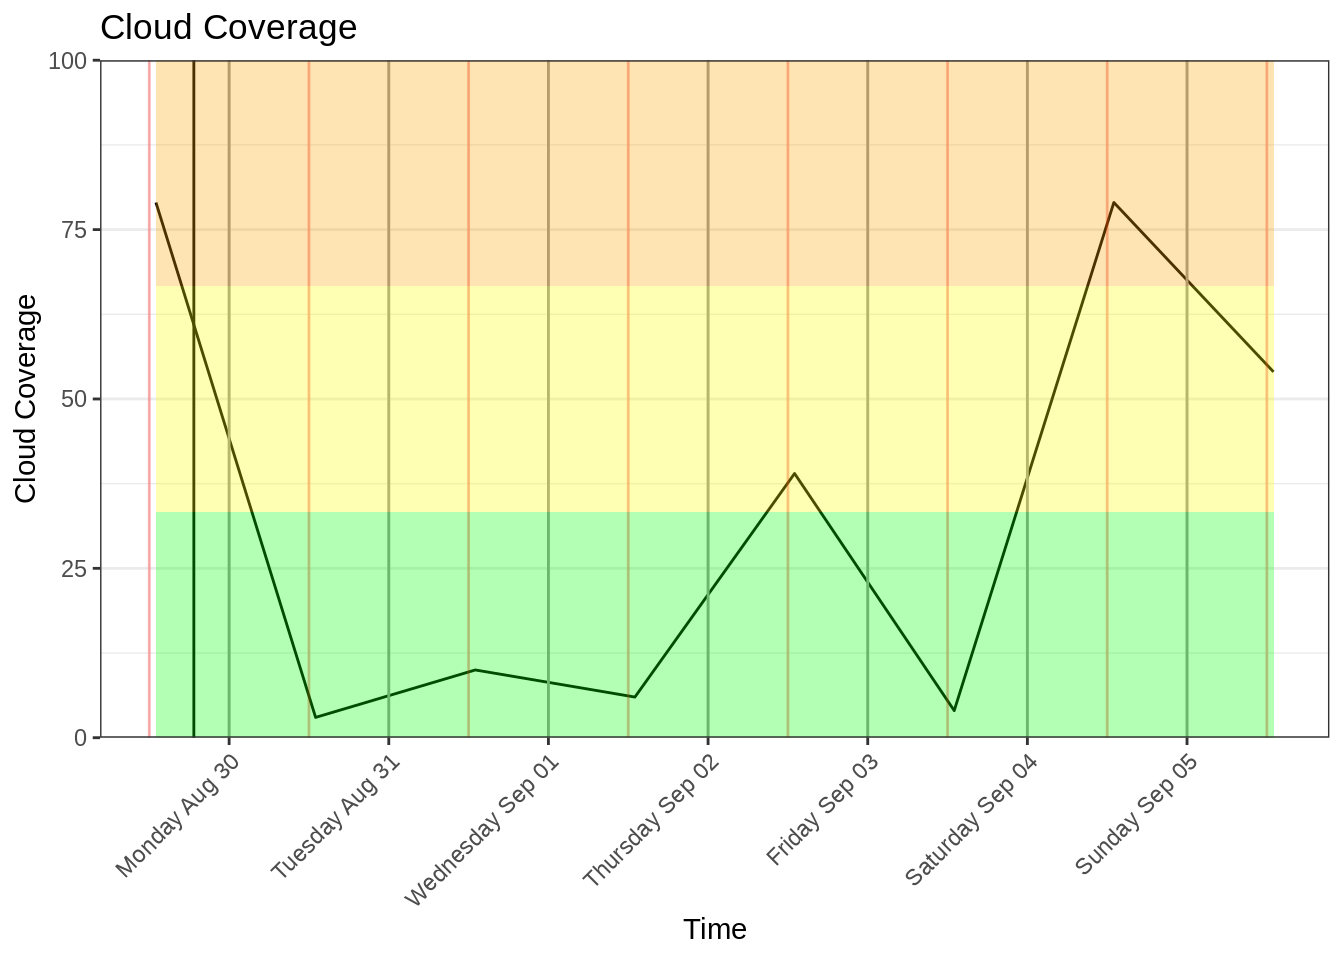 Cloud Coverage
100
75
50
25
0
Cloud Coverage
Monday Aug 30
Tuesday Aug 31
Wednesday Sep 01
Thursday Sep 02
Friday Sep 03
Saturday Sep 04
Sunday Sep 05
Time